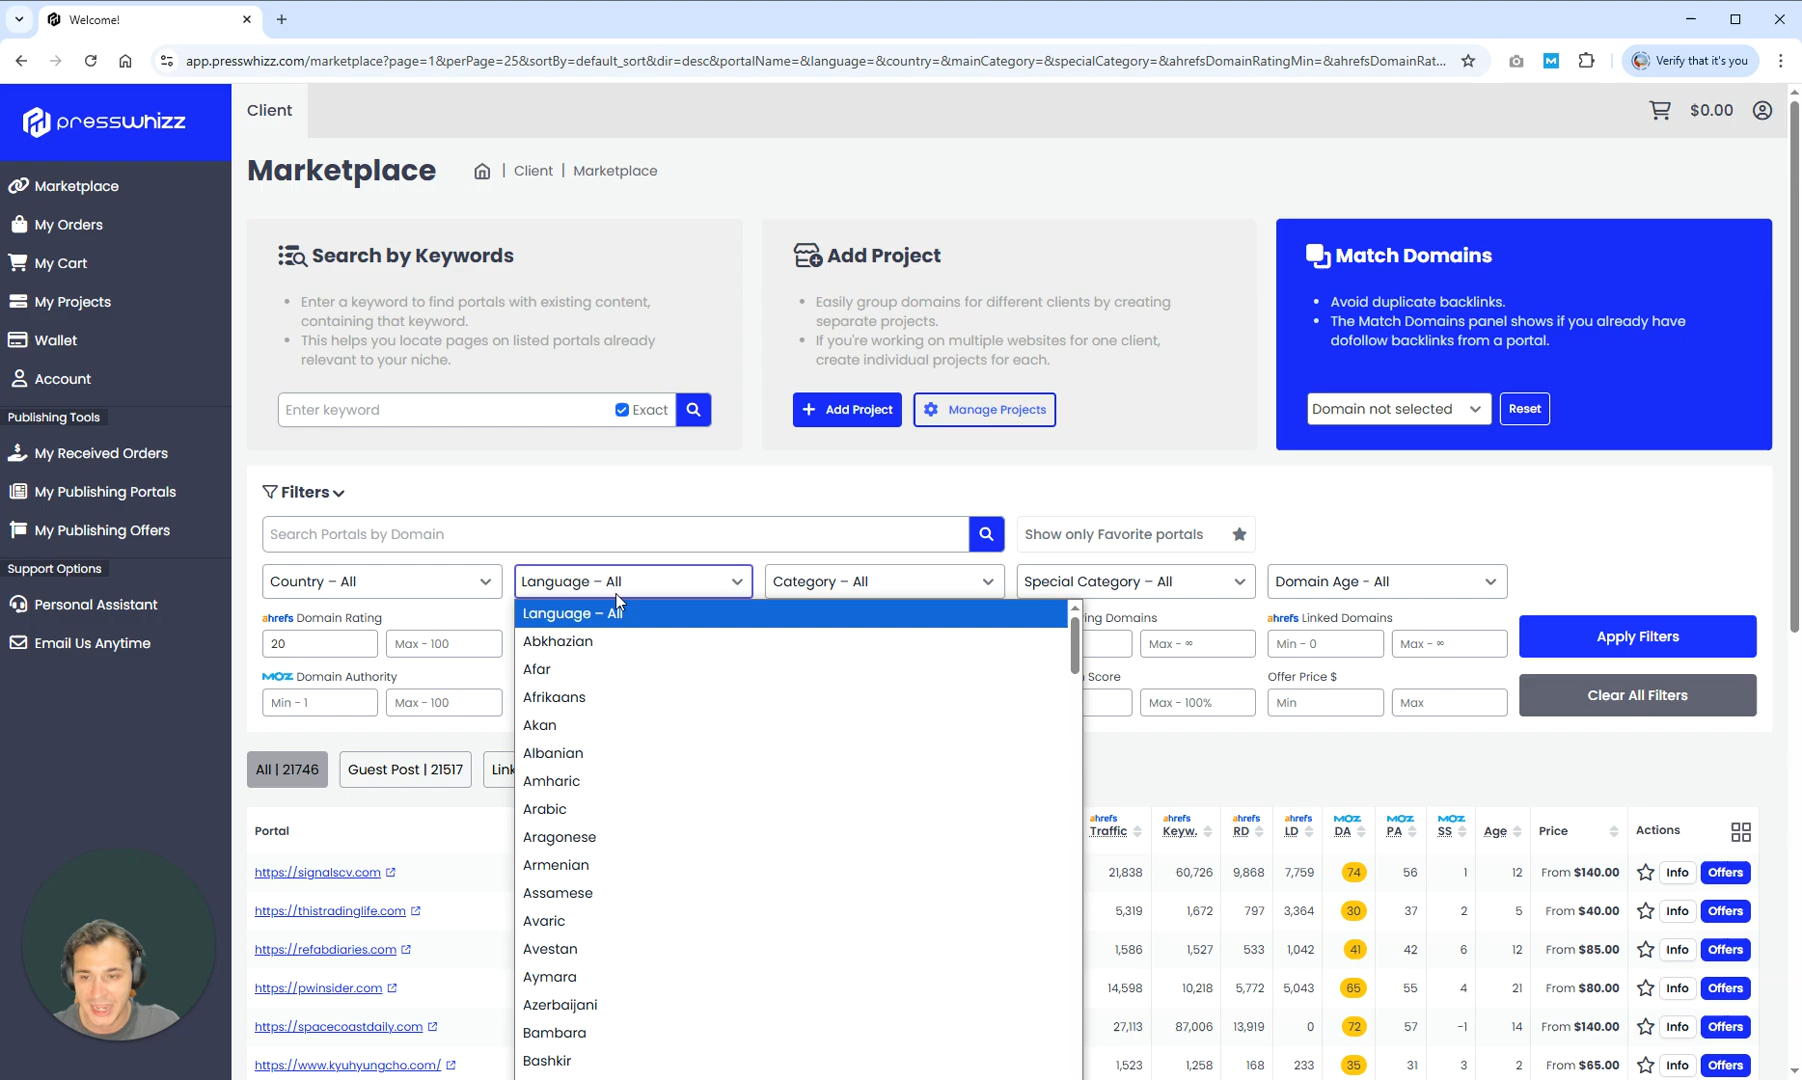 Welcome!
app.presswhizz.com/marketplace?page=1&perPage=25&sortBy=default_sort&dir=desc&portalName=&language=&country=&mainCategory=&specialCategory=&ahrefsDomainRatingMin=&ahrefsDomainRat...
Verify that it's you
presswhizz
Client
$0.00
Marketplace
| Client | Marketplace
Marketplace
My Orders
My Cart
My Projects
Wallet
Account
Publishing Tools
My Received Orders
My Publishing Portals
My Publishing Offers
Support Options
Personal Assistant
Email Us Anytime
Search by Keywords
• Enter a keyword to find portals with existing content,
containing that keyword.
• This helps you locate pages on listed portals already
relevant to your niche.
Enter keyword
Exact
Add Project
• Easily group domains for different clients by creating
separate projects.
• If you're working on multiple websites for one client,
create individual projects for each.
+ Add Project
Manage Projects
Match Domains
• Avoid duplicate backlinks.
• The Match Domains panel shows if you already have
dofollow backlinks from a portal.
Domain not selected
Reset
Filters
Search Portals by Domain
Show only Favorite portals
Country – All
Language – All
Category – All
Special Category – All
Domain Age - All
ahrefs Domain Rating
ing Domains
ahrefs Linked Domains
20
Max - 100
Max - ∞
Min - 0
Max - ∞
Apply Filters
MOZ Domain Authority
Score
Offer Price $
Min - 1
Max - 100
Max - 100%
Min
Max
Clear All Filters
Language – All
Abkhazian
Afar
Afrikaans
Akan
Albanian
Amharic
Arabic
Aragonese
Armenian
Assamese
Avaric
Avestan
Aymara
Azerbaijani
Bambara
Bashkir
All | 21746
Guest Post | 21517
Link
Portal
ahrefs Traffic
ahrefs Keyw.
ahrefs RD
ahrefs LD
MOZ DA
MOZ PA
MOZ SS
Age
Price
Actions
https://signalscv.com 21,838 60,726 9,868 7,759 74 56 1 12 From $140.00 Info Offers
https://thistradinglife.com 5,319 1,672 797 3,364 30 37 2 5 From $40.00 Info Offers
https://refabdiaries.com 1,586 1,527 533 1,042 41 42 6 12 From $85.00 Info Offers
https://pwinsider.com 14,598 10,218 5,772 5,043 65 55 4 21 From $80.00 Info Offers
https://spacecoastdaily.com 27,113 87,006 13,919 0 72 57 -1 14 From $140.00 Info Offers
https://www.kyuhyungcho.com/ 1,523 1,258 168 233 35 31 3 2 From $65.00 Info Offers